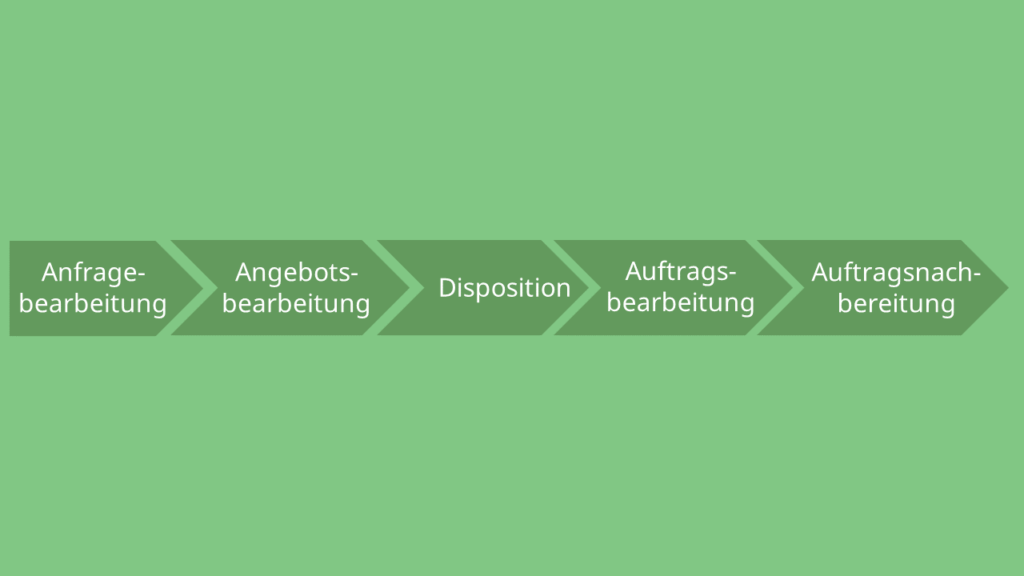 Anfrage-
bearbeitung
Angebots-
bearbeitung
Disposition
Auftrags-
bearbeitung
Auftragsnach-
bereitung